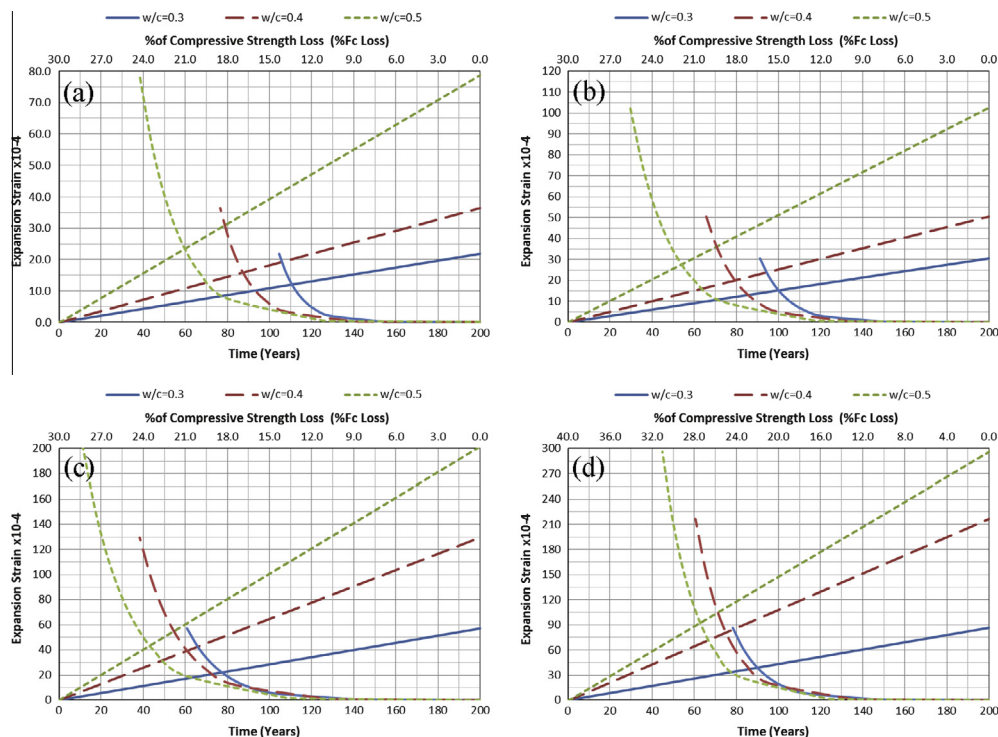 w/c=0.3 w/c=0.4 w/c=0.5
%of Compressive Strength Loss (%Fc Loss)
30.0 27.0 24.0 21.0 18.0 15.0 12.0 9.0 6.0 3.0 0.0
(a)
Expansion Strain x10-4
80.0
70.0
60.0
50.0
40.0
30.0
20.0
10.0
0.0
0 20 40 60 80 100 120 140 160 180 200
Time (Years)
w/c=0.3 w/c=0.4 w/c=0.5
%of Compressive Strength Loss (%Fc Loss)
30.0 27.0 24.0 21.0 18.0 15.0 12.0 9.0 6.0 3.0 0.0
(b)
Expansion Strain x10-4
120
110
100
90
80
70
60
50
40
30
20
10
0
0 20 40 60 80 100 120 140 160 180 200
Time (Years)
w/c=0.3 w/c=0.4 w/c=0.5
%of Compressive Strength Loss (%Fc Loss)
30.0 27.0 24.0 21.0 18.0 15.0 12.0 9.0 6.0 3.0 0.0
(c)
Expansion Strain x10-4
200
180
160
140
120
100
80
60
40
20
0
0 20 40 60 80 100 120 140 160 180 200
Time (Years)
w/c=0.3 w/c=0.4 w/c=0.5
%of Compressive Strength Loss (%Fc Loss)
40.0 36.0 32.0 28.0 24.0 20.0 16.0 12.0 8.0 4.0 0.0
(d)
Expansion Strain x10-4
300
270
240
210
180
150
120
90
60
30
0
0 20 40 60 80 100 120 140 160 180 200
Time (Years)